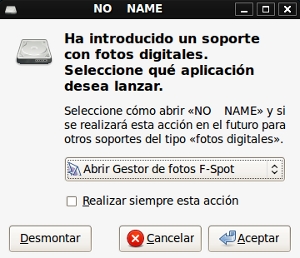 NO    NAME
Ha introducido un soporte
con fotos digitales.
Seleccione qué aplicación
desea lanzar.
Seleccione cómo abrir «NO    NAME» y si
se realizará esta acción en el futuro para
otros soportes del tipo «fotos digitales».
Abrir Gestor de fotos F-Spot
Realizar siempre esta acción
Desmontar
Cancelar
Aceptar